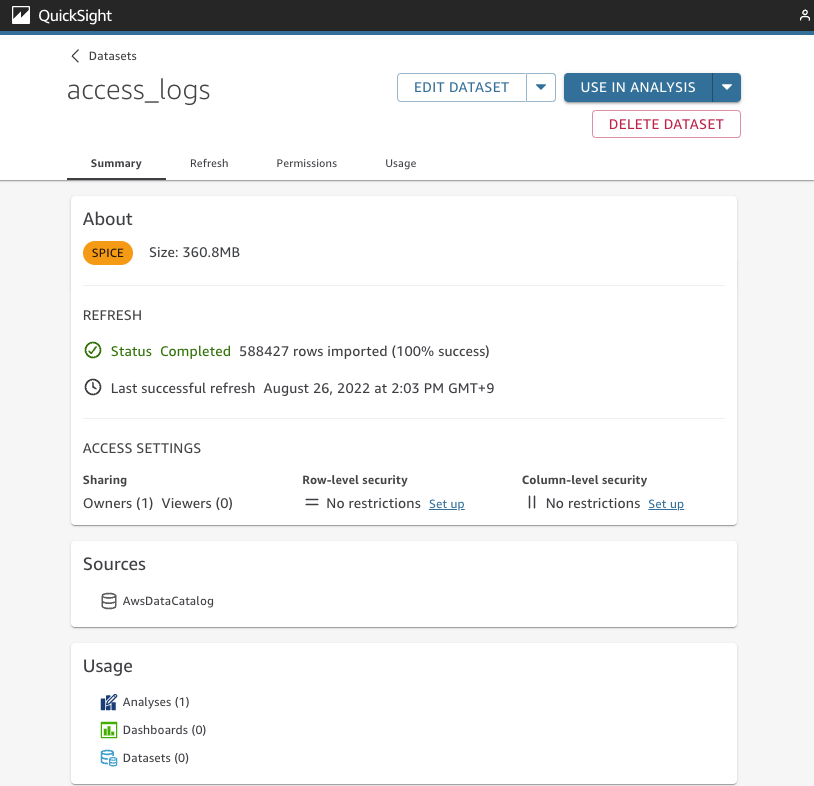 QuickSight
Datasets
access_logs
EDIT DATASET
USE IN ANALYSIS
DELETE DATASET
Summary Refresh Permissions Usage
About
SPICE Size: 360.8MB
REFRESH
Status Completed 588427 rows imported (100% success)
Last successful refresh August 26, 2022 at 2:03 PM GMT+9
ACCESS SETTINGS
Sharing Row-level security Column-level security
Owners (1) Viewers (0) No restrictions Set up No restrictions Set up
Sources
AwsDataCatalog
Usage
Analyses (1)
Dashboards (0)
Datasets (0)